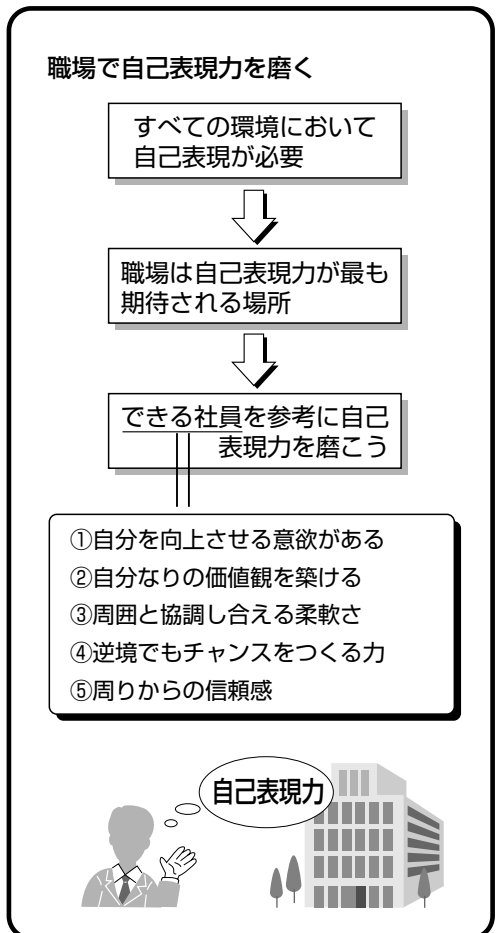 職場で自己表現力を磨く
すべての環境において
自己表現が必要
職場は自己表現力が最も
期待される場所
できる社員を参考に自己
表現力を磨こう
①自分を向上させる意欲がある
②自分なりの価値観を築ける
③周囲と協調し合える柔軟さ
④逆境でもチャンスをつくる力
⑤周りからの信頼感
自己表現力